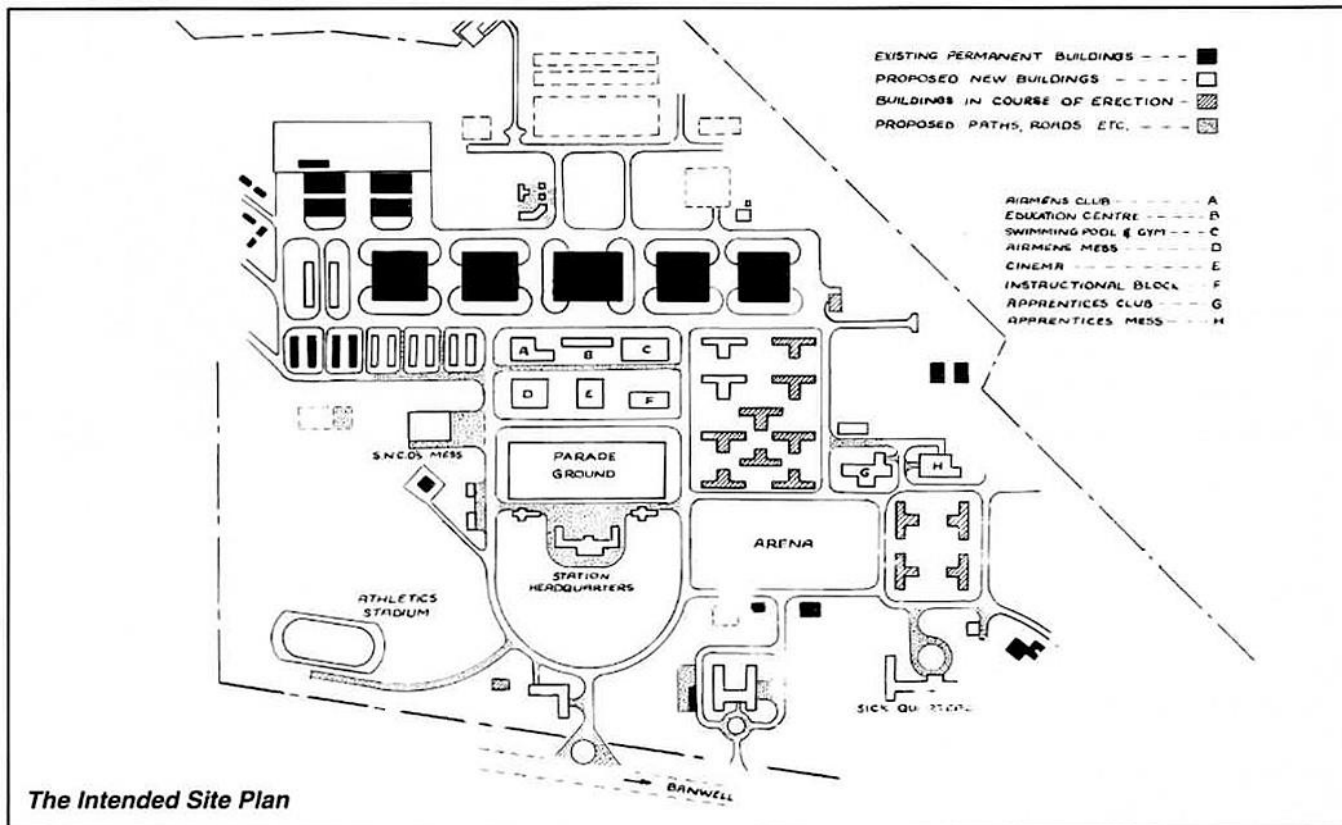 EXISTING PERMANENT BUILDINGS
PROPOSED NEW BUILDINGS
BUILDINGS IN COURSE OF ERECTION
PROPOSED PATHS, ROADS ETC.
AIRMENS CLUB A
EDUCATION CENTRE B
SWIMMING POOL & GYM C
AIRMENS MESS D
CINEMA E
INSTRUCTIONAL BLOCK F
APPRENTICES CLUB G
APPRENTICES MESS H
A
B
C
D
E
F
S.N.C.O'S MESS
PARADE
GROUND
G
H
ARENA
STATION
HEADQUARTERS
ATHLETICS
STADIUM
SICK
BANWELL
The Intended Site Plan